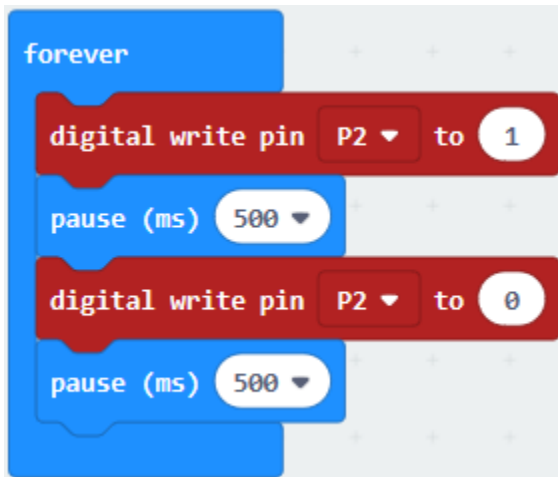 forever
digital write pin P2 to 1
pause (ms) 500
digital write pin P2 to 0
pause (ms) 500